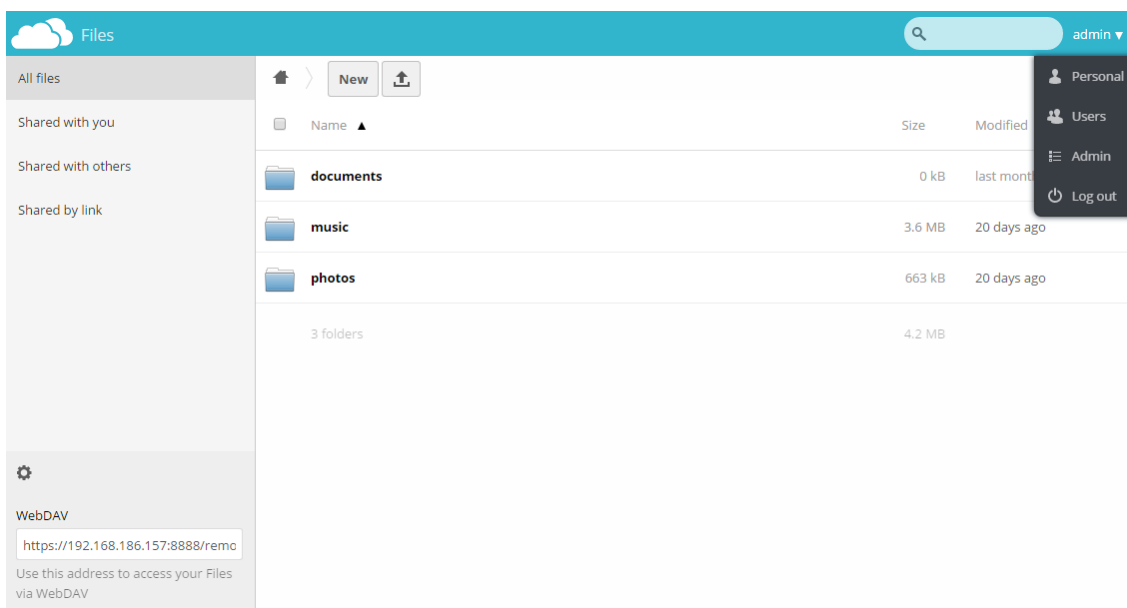 Files
admin ▼
All files
Shared with you
Shared with others
Shared by link
New
Name ▲ Size Modified
documents 0 kB last month
music 3.6 MB 20 days ago
photos 663 kB 20 days ago
3 folders 4.2 MB
Personal
Users
Admin
Log out
WebDAV
https://192.168.186.157:8888/remo
Use this address to access your Files
via WebDAV